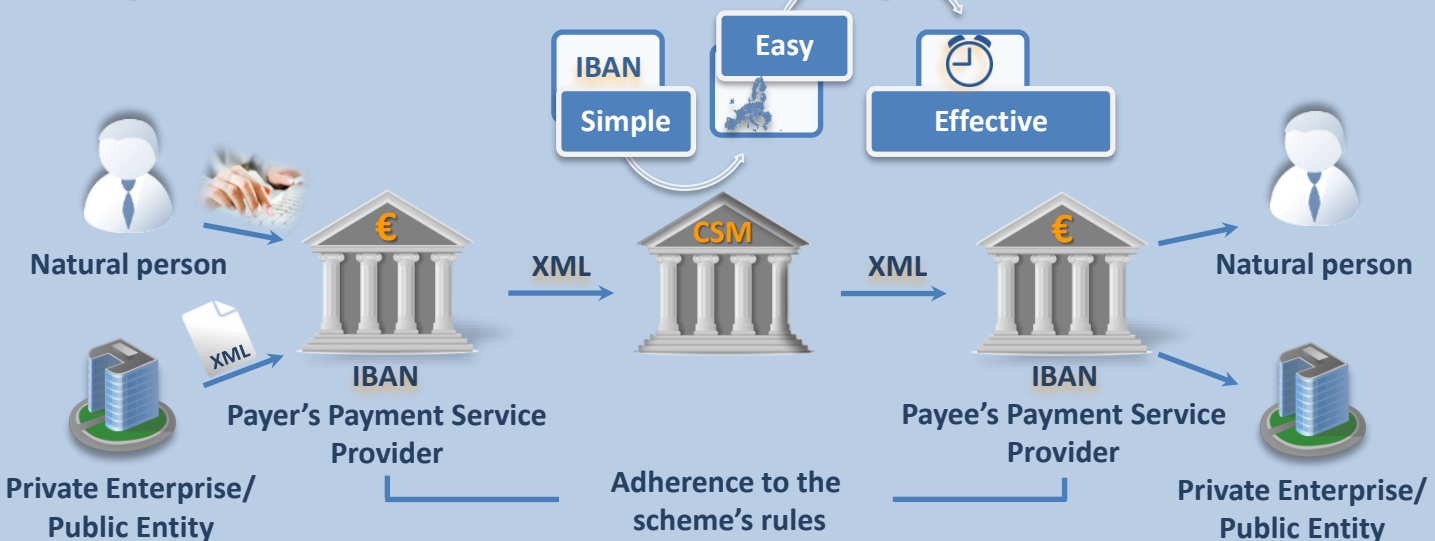 Easy
IBAN
Simple
Effective
Natural person
€
CSM
€
Natural person
XML
XML
XML
IBAN
Payer's Payment Service
Provider
IBAN
Payee's Payment Service
Provider
Private Enterprise/
Public Entity
Adherence to the
scheme's rules
Private Enterprise/
Public Entity